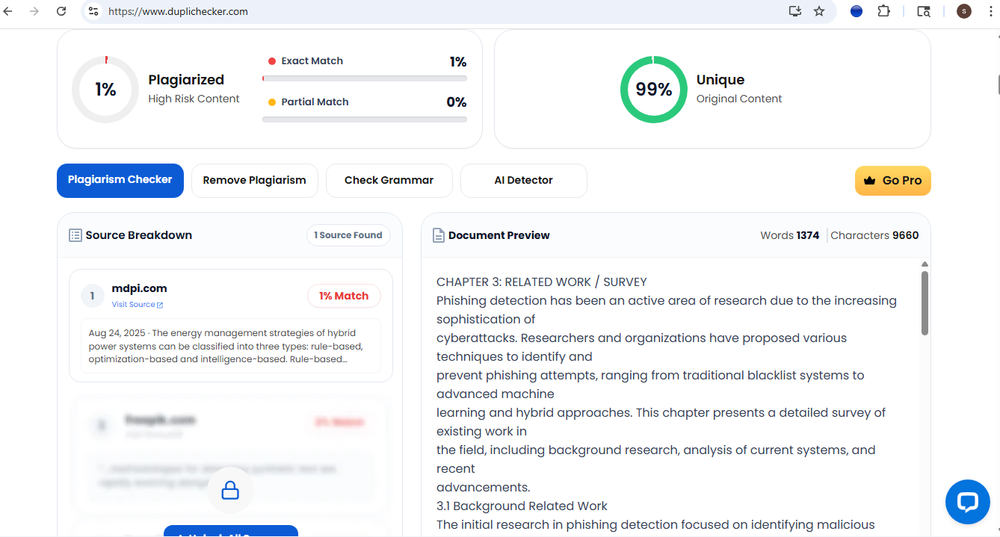 https://www.duplichecker.com
S
1%
Plagiarized
High Risk Content
Exact Match
1%
Partial Match
0%
99%
Unique
Original Content
Plagiarism Checker
Remove Plagiarism
Check Grammar
AI Detector
Go Pro
Source Breakdown
1 Source Found
1
mdpi.com
Visit Source
1% Match
Aug 24, 2025 · The energy management strategies of hybrid
power systems can be classified into three types: rule-based,
optimization-based and intelligence-based. Rule-based...
Document Preview
Words 1374
Characters 9660
CHAPTER 3: RELATED WORK / SURVEY
Phishing detection has been an active area of research due to the increasing
sophistication of
cyberattacks. Researchers and organizations have proposed various
techniques to identify and
prevent phishing attempts, ranging from traditional blacklist systems to
advanced machine
learning and hybrid approaches. This chapter presents a detailed survey of
existing work in
the field, including background research, analysis of current systems, and
recent
advancements.
3.1 Background Related Work
The initial research in phishing detection focused on identifying malicious